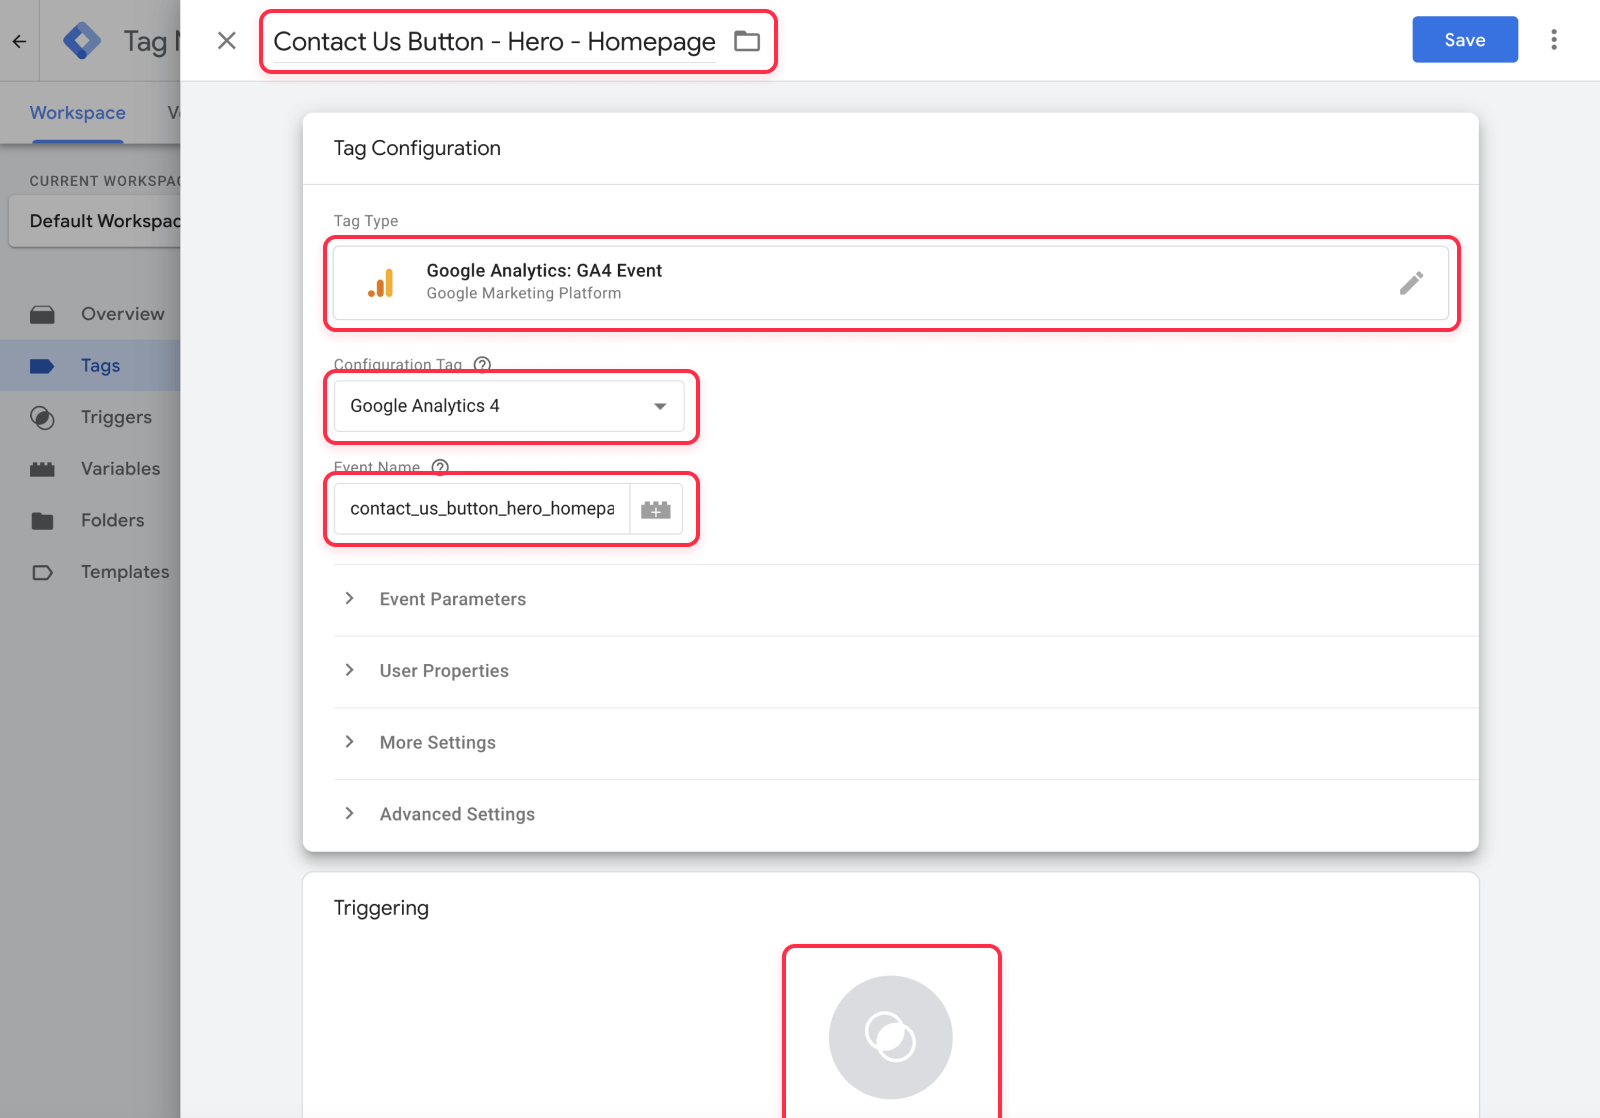 Tag
Contact Us Button - Hero - Homepage
Save
Workspace
CURRENT WORKSPAC
Default Workspac
Overview
Tags
Triggers
Variables
Folders
Templates
Tag Configuration
Tag Type
Google Analytics: GA4 Event
Google Marketing Platform
Configuration Tag
Google Analytics 4
Event Name
contact_us_button_hero_homepa
Event Parameters
User Properties
More Settings
Advanced Settings
Triggering